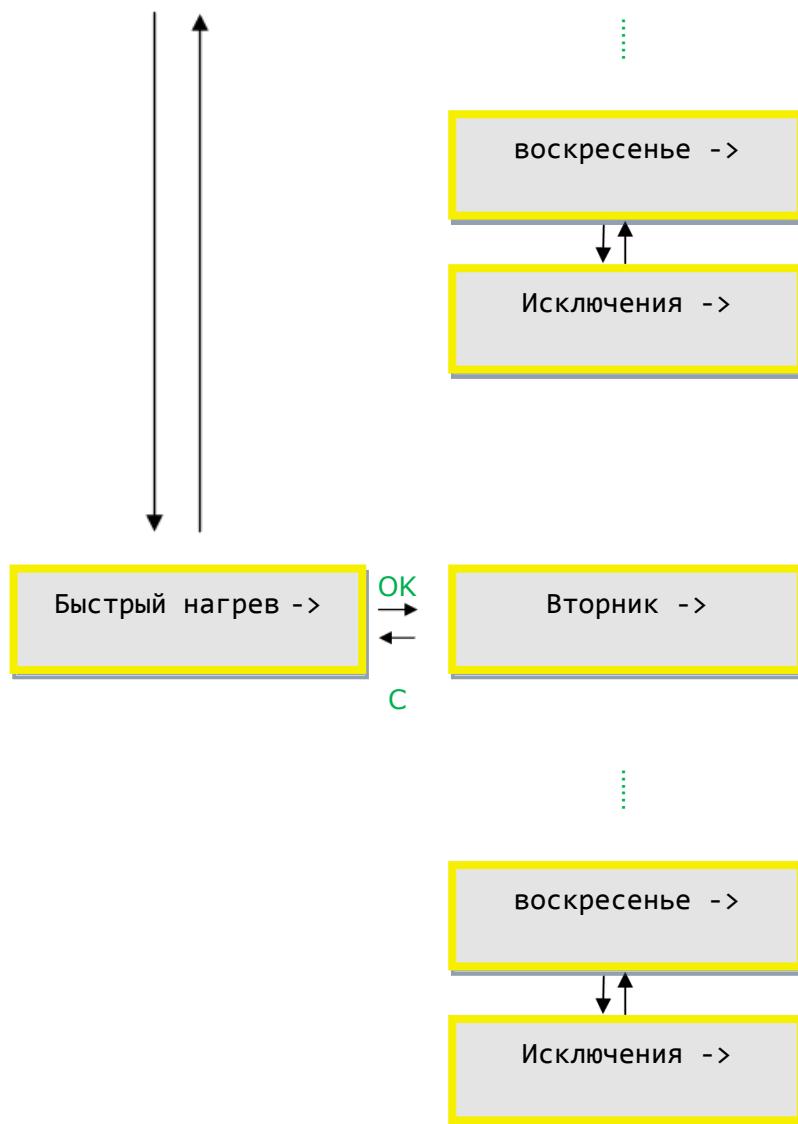 воскресенье ->
Исключения ->
Быстрый нагрев ->
OK
Вторник ->
C
воскресенье ->
Исключения ->